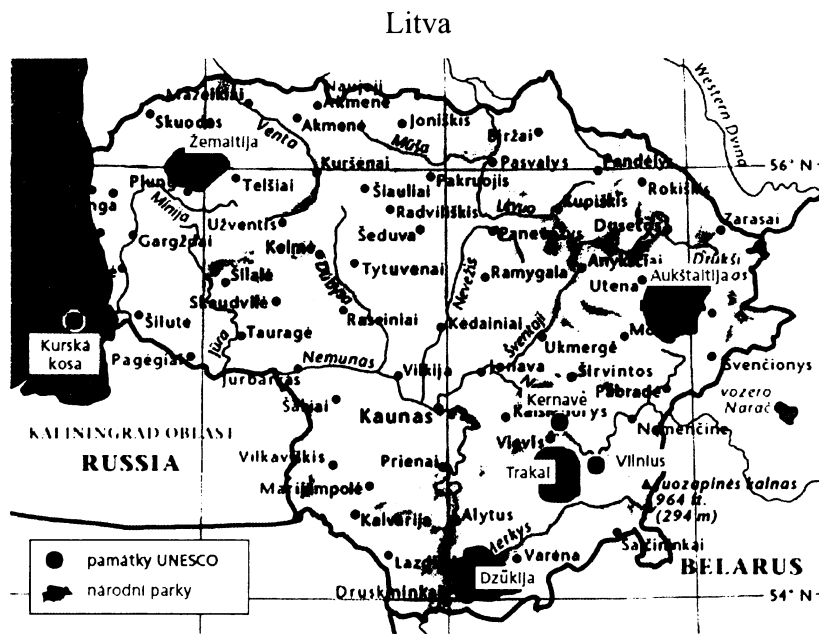 Litva
Naujoji
Akmenė
Mažeikiai
Skuodas
Akmenė
Joniškis
Biržai
Western Dvina
Žemaitija
Venta
Mūša
Kuršėnai
Pasvalys
Pandėlys
56° N
Telšiai
Pakruojis
Rokiškis
Šiauliai
Minija
Radviliškis
Lėvuo
Kupiškis
Užventis
Šeduva
Dusetos
Zarasai
Gargždai
Kelmė
Tytuvenai
Ramygala
Anykščiai
Aukštaitija
Šilalė
Dubysa
Nevėžis
Utena
Skaudvilė
Raseiniai
Šilutė
Kėdainiai
Šventoji
Kurská
kosa
Jūra
Tauragė
Ukmergė
Pagėgiai
Nemunas
Švenčionys
Jurbarkas
Vilkija
Jonava
Širvintos
Pabradė
vozero
Narač
Šakiai
Kaunas
Kernavė
KALININGRAD OBLAST
Nemenčinė
RUSSIA
Vievis
Vilkaviškis
Prienai
Trakai
Vilnius
Juozapinės kalnas
964 ft.
(294 m)
Marijampolė
Kalvarija
Alytus
Merkys
Šalčininkai
památky UNESCO
Varėna
BELARUS
národní parky
Dzūkija
Druskininkai
54° N